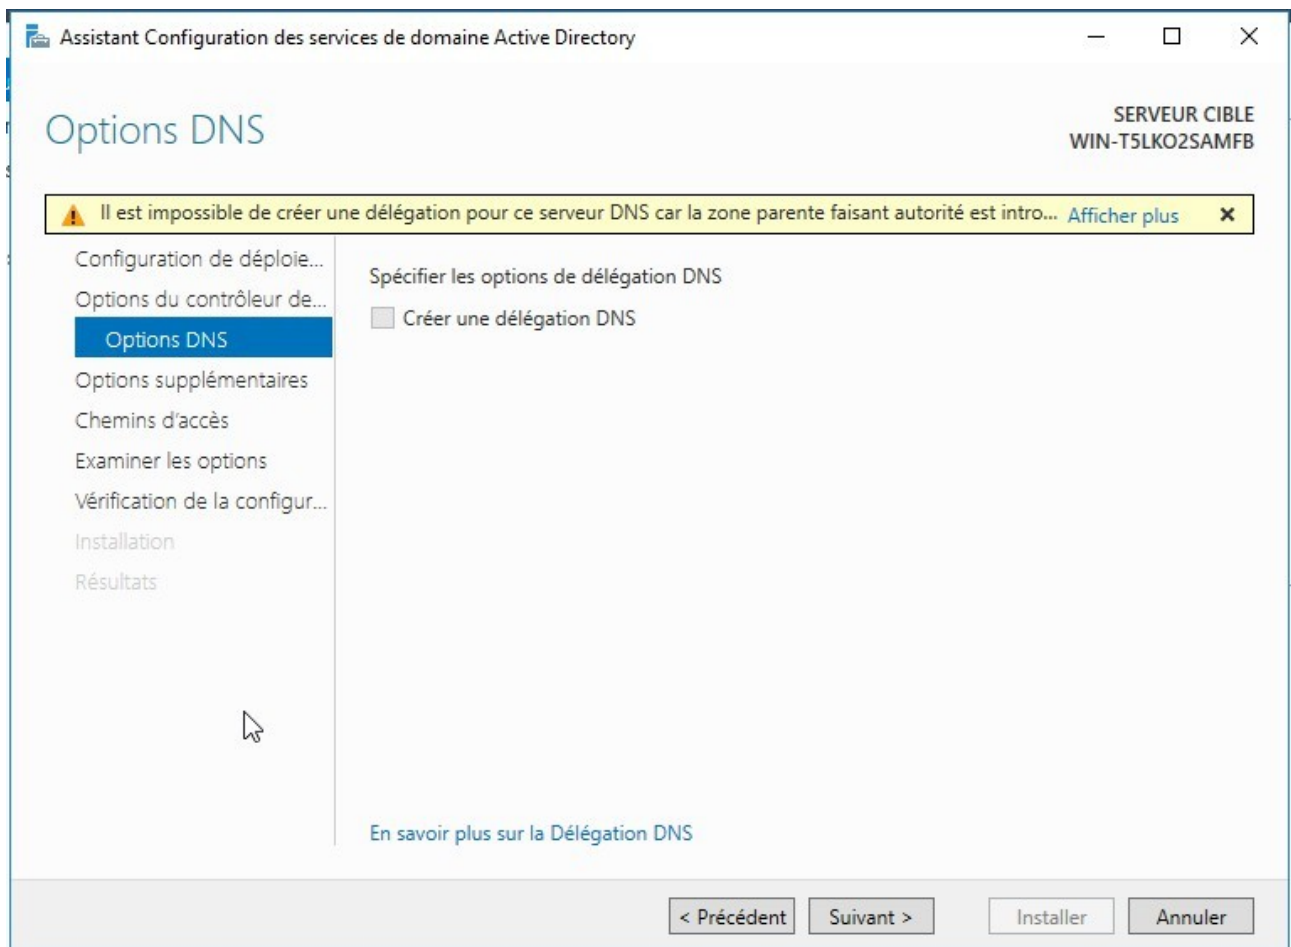 Assistant Configuration des services de domaine Active Directory
Options DNS
SERVEUR CIBLE
WIN-T5LKO2SAMFB
Il est impossible de créer une délégation pour ce serveur DNS car la zone parente faisant autorité est intro... Afficher plus
Configuration de déploie...
Options du contrôleur de...
Options DNS
Options supplémentaires
Chemins d'accès
Examiner les options
Vérification de la configur...
Installation
Résultats
Spécifier les options de délégation DNS
Créer une délégation DNS
En savoir plus sur la Délégation DNS
< Précédent
Suivant >
Installer
Annuler